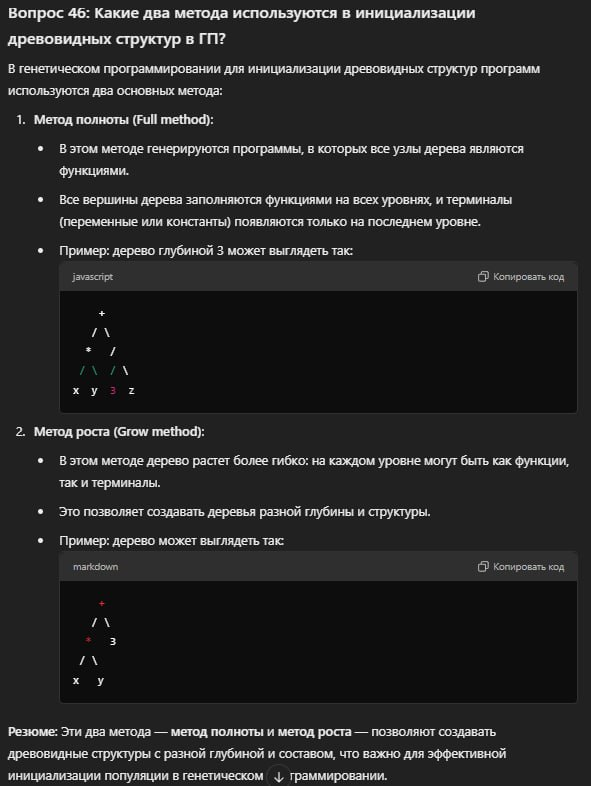 Вопрос 46: Какие два метода используются в инициализации
древовидных структур в ГП?
В генетическом программировании для инициализации древовидных структур программ
используются два основных метода:
1. Метод полноты (Full method):
• В этом методе генерируются программы, в которых все узлы дерева являются
функциями.
• Все вершины дерева заполняются функциями на всех уровнях, и терминалы
(переменные или константы) появляются только на последнем уровне.
• Пример: дерево глубиной 3 может выглядеть так:
javascript Копировать код
+
/ \
* /
/ \ / \
x y 3 z
2. Метод роста (Grow method):
• В этом методе дерево растет более гибко: на каждом уровне могут быть как функции,
так и терминалы.
• Это позволяет создавать деревья разной глубины и структуры.
• Пример: дерево может выглядеть так:
markdown Копировать код
+
/ \
* 3
/ \
x y
Резюме: Эти два метода — метод полноты и метод роста — позволяют создавать
древовидные структуры с разной глубиной и составом, что важно для эффективной
инициализации популяции в генетическом граммировании.